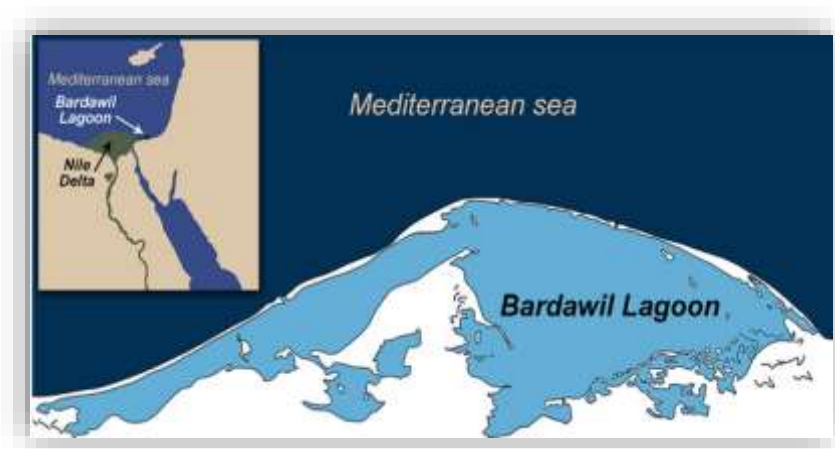 Mediterranean sea
Bardawil
Lagoon
Nile
Delta
Mediterranean sea
Bardawil Lagoon